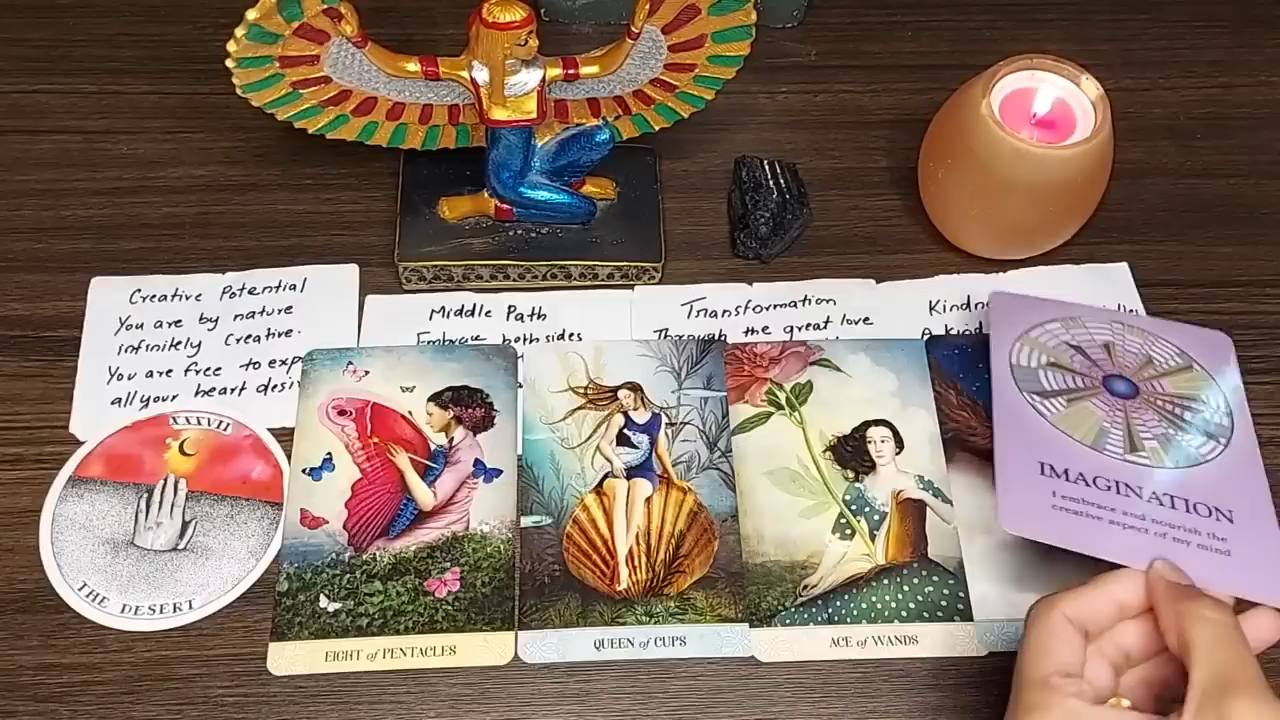 Creative Potential
You are by nature
infinitely Creative.
You are free to exp
all your heart desi
Middle Path
Embrace both sides
Transformation
Through the great love
Kindn
A kind
XXXVII
THE DESERT
EIGHT of PENTACLES
QUEEN of CUPS
ACE of WANDS
IMAGINATION
I embrace and nourish the
creative aspect of my mind